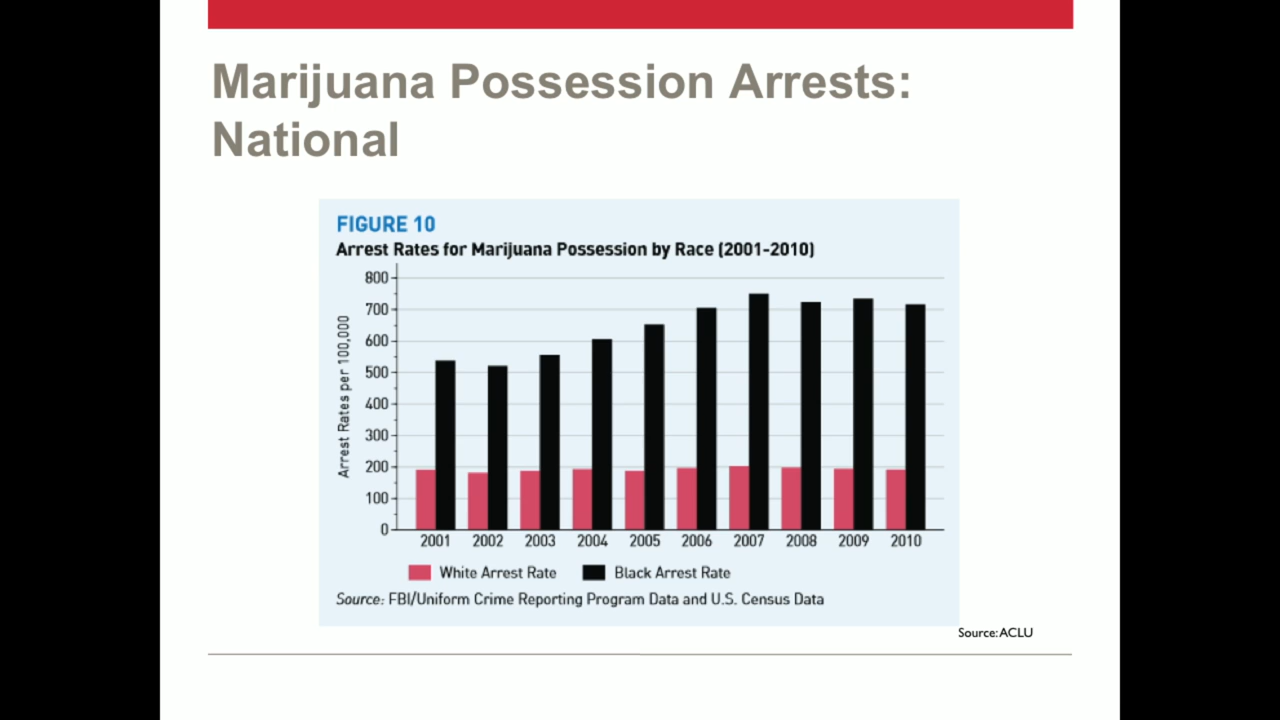 Marijuana Possession Arrests:
National
FIGURE 10
Arrest Rates for Marijuana Possession by Race (2001-2010)
Arrest Rates per 100,000
800
700
600
500
400
300
200
100
0
2001 2002 2003 2004 2005 2006 2007 2008 2009 2010
White Arrest Rate Black Arrest Rate
Source: FBI/Uniform Crime Reporting Program Data and U.S. Census Data
Source: ACLU